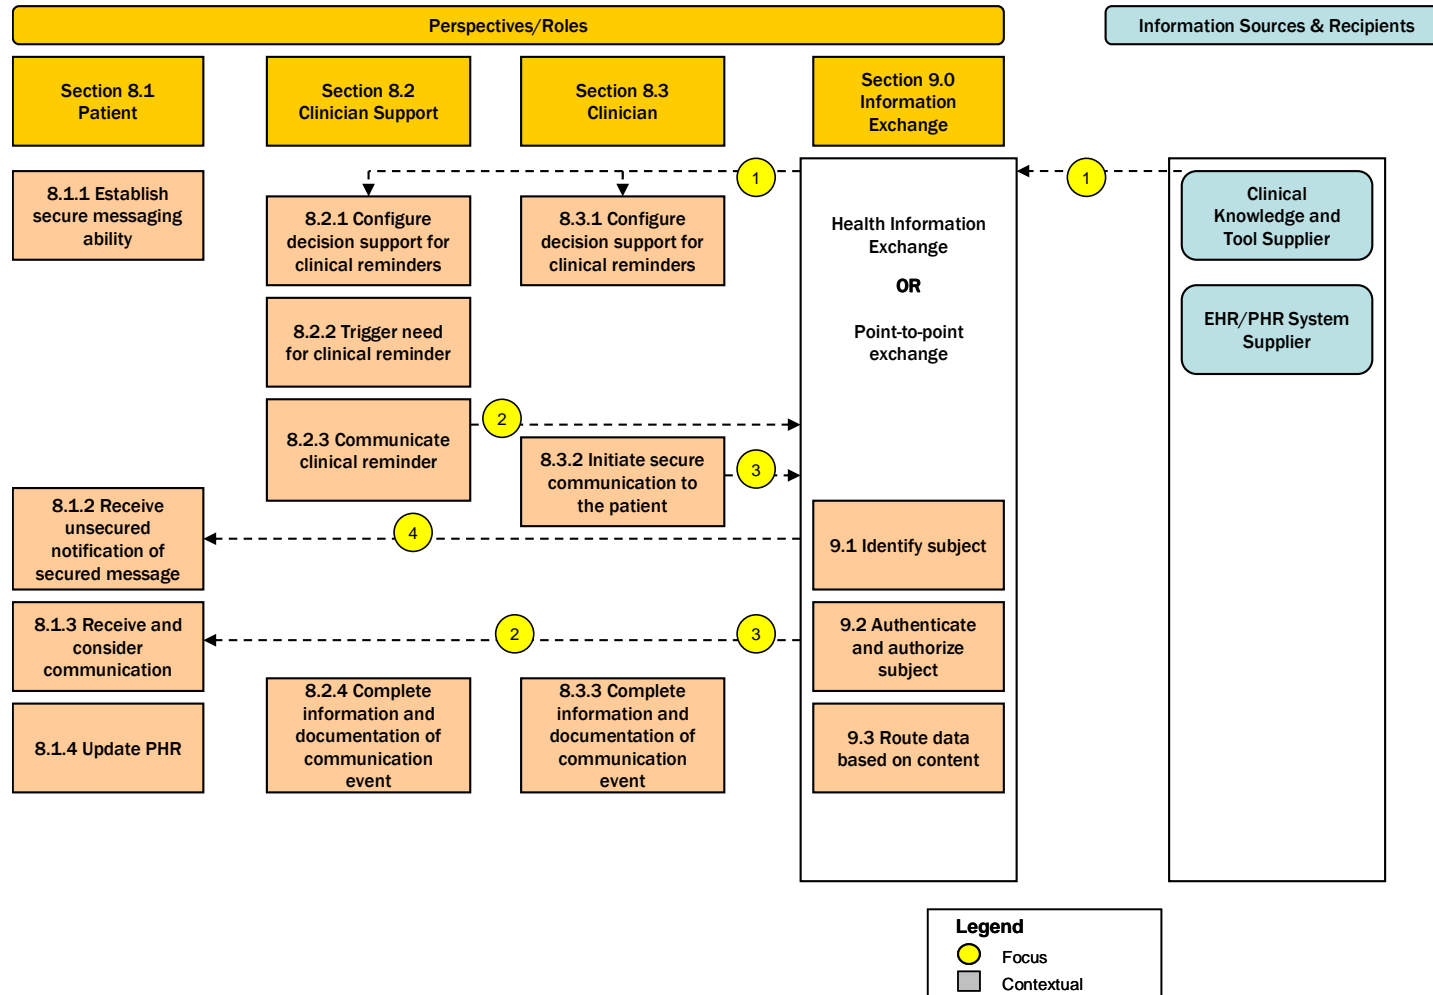 Perspectives/Roles
Information Sources & Recipients
Section 8.1
Patient
Section 8.2
Clinician Support
Section 8.3
Clinician
Section 9.0
Information
Exchange
8.1.1 Establish
secure messaging
ability
8.2.1 Configure
decision support for
clinical reminders
8.3.1 Configure
decision support for
clinical reminders
1
1
Health Information
Exchange
OR
Point-to-point
exchange
Clinical
Knowledge and
Tool Supplier
EHR/PHR System
Supplier
8.2.2 Trigger need
for clinical reminder
8.2.3 Communicate
clinical reminder
2
8.3.2 Initiate secure
communication to
the patient
3
8.1.2 Receive
unsecured
notification of
secured message
4
9.1 Identify subject
8.1.3 Receive and
consider
communication
2
3
9.2 Authenticate
and authorize
subject
8.1.4 Update PHR
8.2.4 Complete
information and
documentation of
communication
event
8.3.3 Complete
information and
documentation of
communication
event
9.3 Route data
based on content
Legend
Focus
Contextual